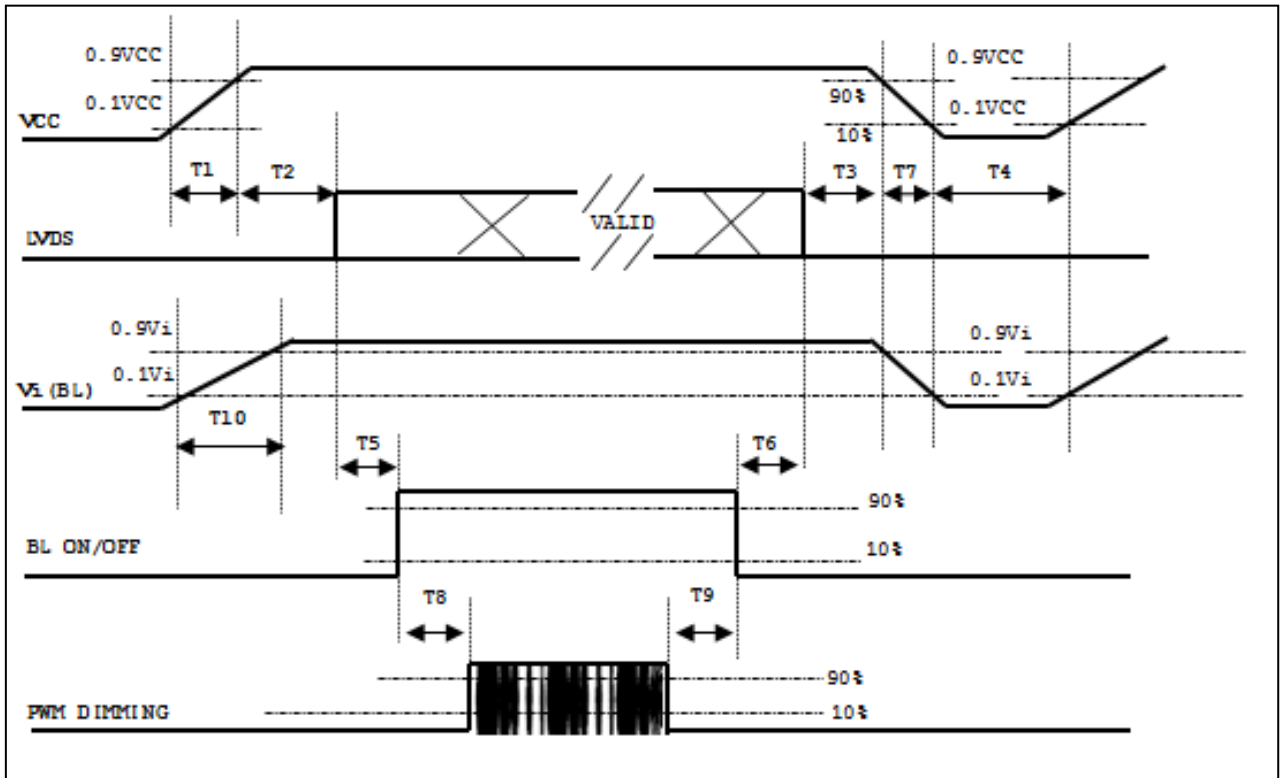 0.9VCC
0.9VCC
90%
0.1VCC
0.1VCC
VCC
10%
T1
T2
T3
T7
T4
VALID
LVDS
0.9Vi
0.9Vi
0.1Vi
0.1Vi
Vi(BL)
T10
T5
T6
90%
BL ON/OFF
10%
T8
T9
90%
PWM DIMMING
10%